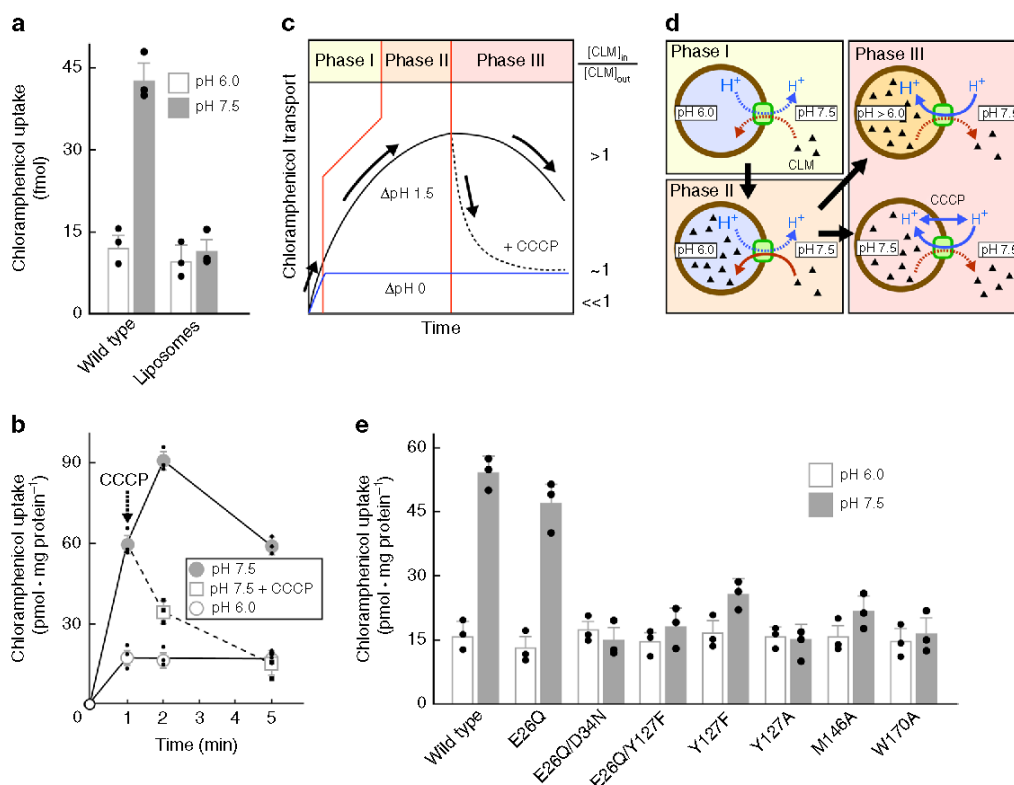 a
Chloramphenicol uptake
(fmol)
45
30
15
0
pH 6.0
pH 7.5
Wild type
Liposomes
b
Chloramphenicol uptake
(pmol · mg protein⁻¹)
90
60
30
0
CCCP
pH 7.5
pH 7.5 + CCCP
pH 6.0
1
2
3
4
5
Time (min)
c
Phase I
Phase II
Phase III
[CLM]in
[CLM]out
Chloramphenicol transport
ΔpH 1.5
+ CCCP
ΔpH 0
>1
~1
<<1
Time
d
Phase I
H+
H+
pH 6.0
pH 7.5
CLM
Phase II
H+
H+
pH 6.0
pH 7.5
Phase III
H+
H+
pH > 6.0
pH 7.5
CCCP
H+
H+
pH 7.5
pH 7.5
e
Chloramphenicol uptake
(pmol · mg protein⁻¹)
60
45
30
15
0
pH 6.0
pH 7.5
Wild type
E26Q
E26Q/D34N
E26Q/Y127F
Y127F
Y127A
M146A
W170A